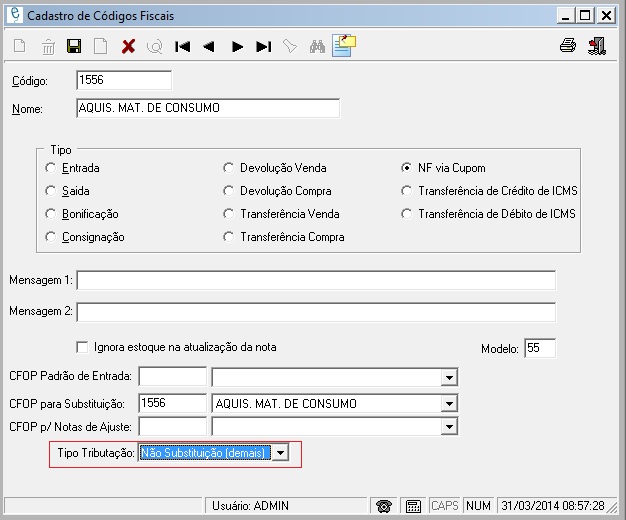 Cadastro de Códigos Fiscais
Código: 1556
Nome: AQUIS. MAT. DE CONSUMO
Tipo
Entrada Devolução Venda NF via Cupom
Saida Devolução Compra Transferência de Crédito de ICMS
Bonificação Transferência Venda Transferência de Débito de ICMS
Consignação Transferência Compra
Mensagem 1:
Mensagem 2:
Ignora estoque na atualização da nota Modelo: 55
CFOP Padrão de Entrada:
CFOP para Substituição: 1556 AQUIS. MAT. DE CONSUMO
CFOP p/ Notas de Ajuste:
Tipo Tributação: Não Substituição (demais)
Usuário: ADMIN CAPS NUM 31/03/2014 08:57:28